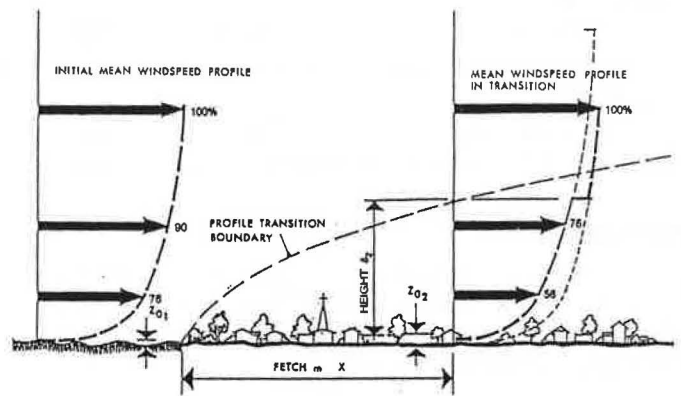 INITIAL MEAN WINDSPEED PROFILE
MEAN WINDSPEED PROFILE
IN TRANSITION
100%
100%
90
PROFILE TRANSITION
BOUNDARY
HEIGHT
76
Z02
78
58
Z01
FETCH m X